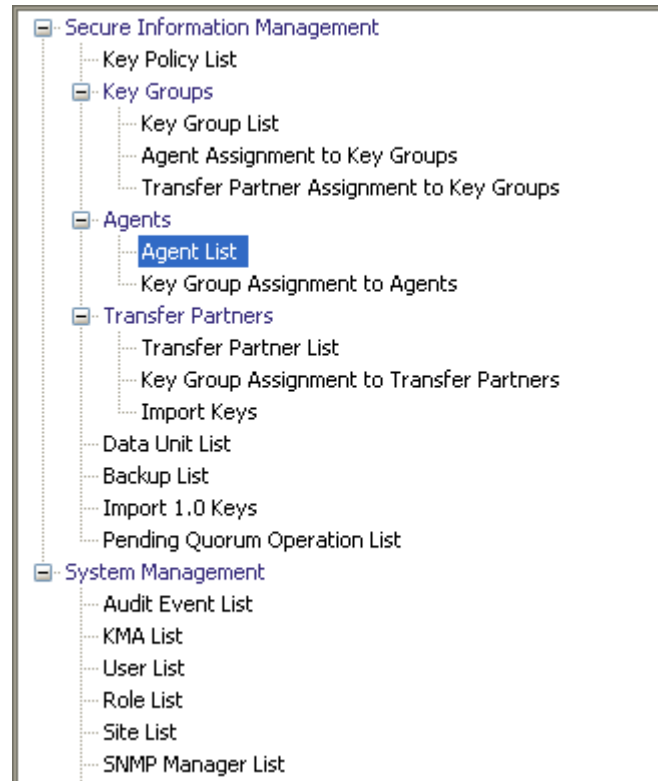 Secure Information Management
Key Policy List
Key Groups
Key Group List
Agent Assignment to Key Groups
Transfer Partner Assignment to Key Groups
Agents
Agent List
Key Group Assignment to Agents
Transfer Partners
Transfer Partner List
Key Group Assignment to Transfer Partners
Import Keys
Data Unit List
Backup List
Import 1.0 Keys
Pending Quorum Operation List
System Management
Audit Event List
KMA List
User List
Role List
Site List
SNMP Manager List